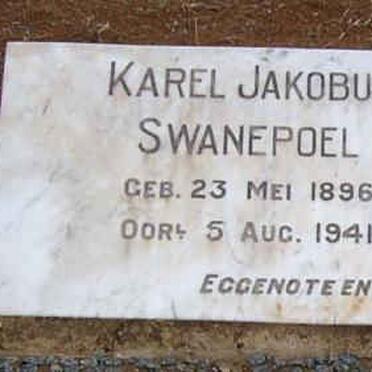 KAREL JAKOBU
SWANEPOEL
GEB. 23 MEI 1896
OORL. 5 AUG. 1941
EGGENOTE EN